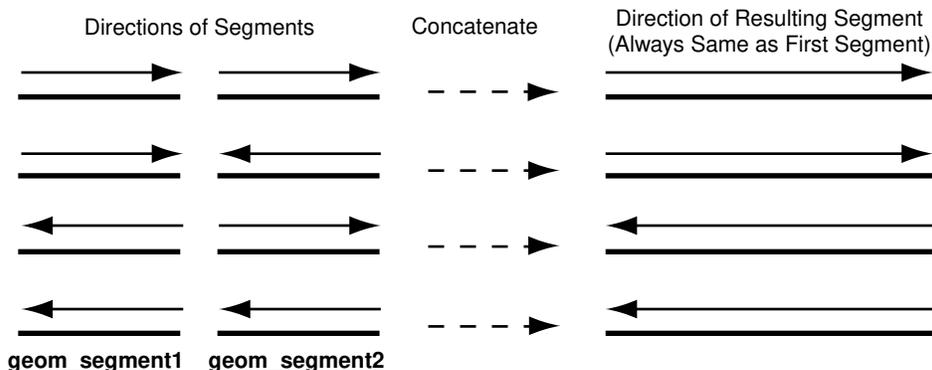 Directions of Segments
Concatenate
Direction of Resulting Segment
(Always Same as First Segment)
geom_segment1
geom_segment2